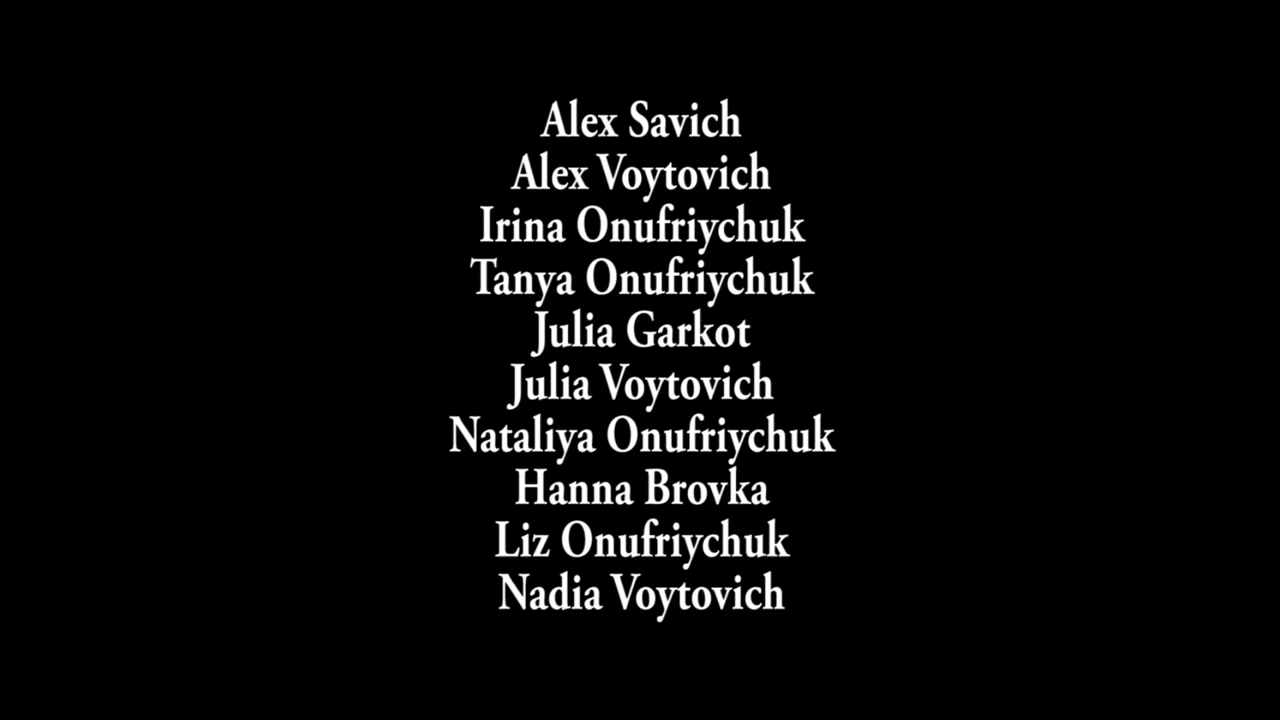 Alex Savich
Alex Voytovich
Irina Onufriychuk
Tanya Onufriychuk
Julia Garkot
Julia Voytovich
Nataliya Onufriychuk
Hanna Brovka
Liz Onufriychuk
Nadia Voytovich